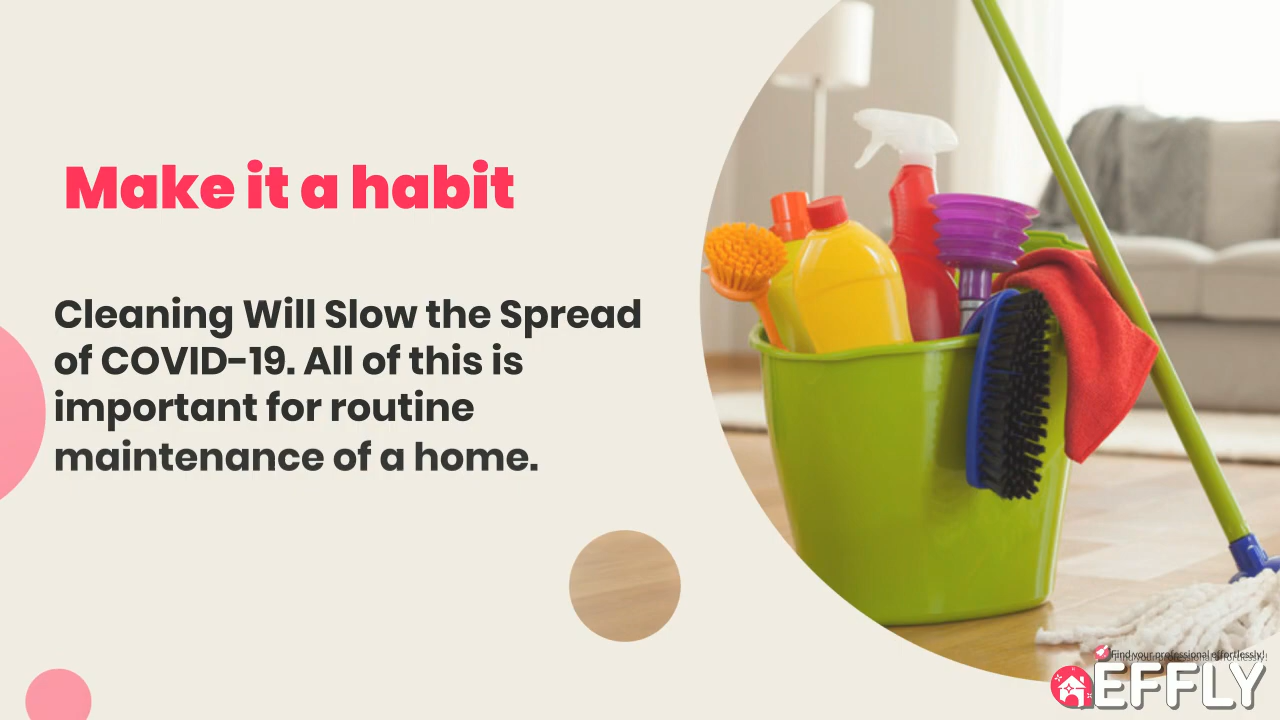 Make it a habit
Cleaning Will Slow the Spread
of COVID-19. All of this is
important for routine
maintenance of a home.
Find your professional effortlessly!
EFFLY